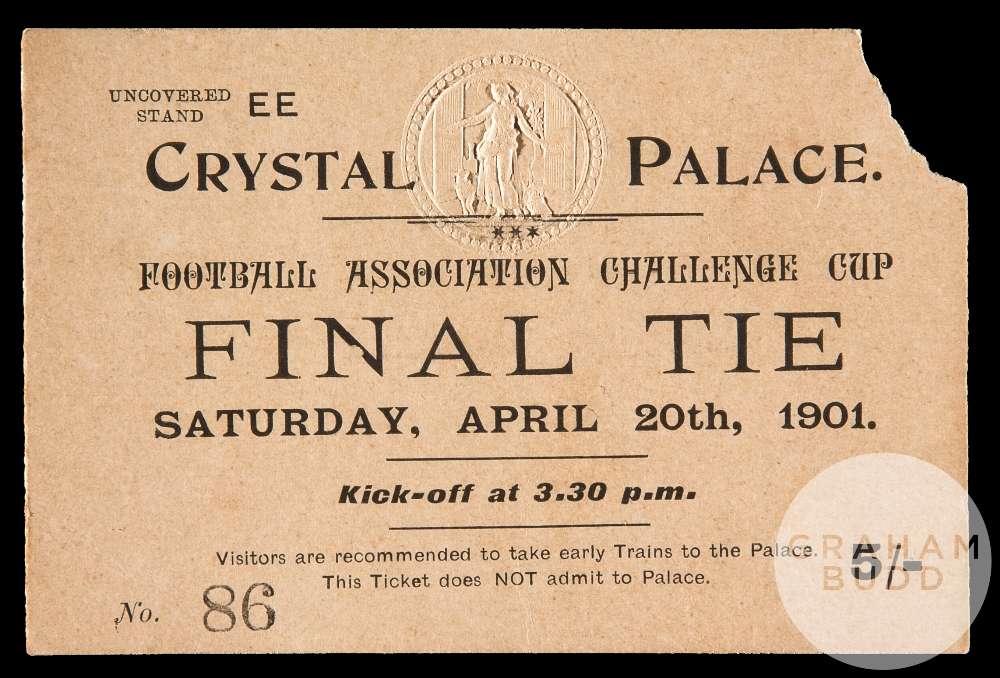 UNCOVERED
STAND EE
CRYSTAL PALACE.
FOOTBALL ASSOCIATION CHALLENGE CUP
FINAL TIE
SATURDAY, APRIL 20th, 1901.
Kick-off at 3.30 p.m.
Visitors are recommended to take early Trains to the Palace.
This Ticket does NOT admit to Palace.
5/-
GRAHAM
BUDD
No. 86